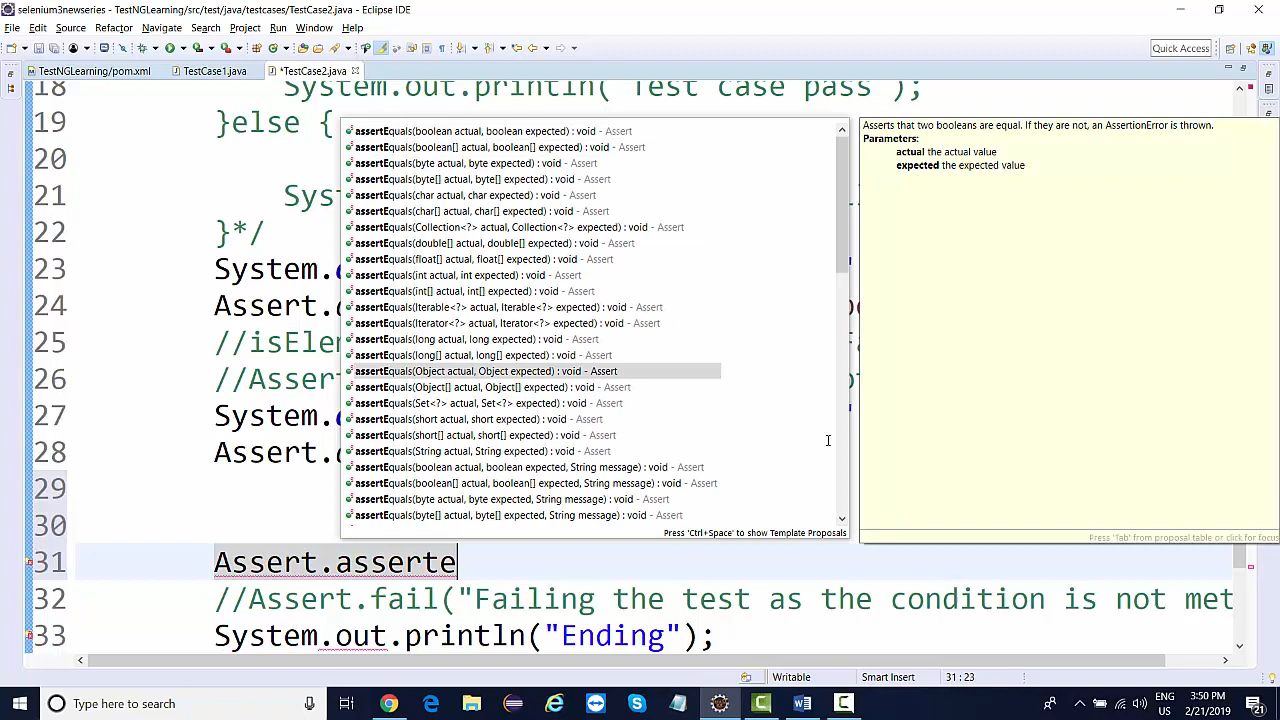 selenium3newseries - TestNGLearning/src/test/java/testcases/TestCase2.java - Eclipse IDE
File Edit Source Refactor Navigate Search Project Run Window Help
Quick Access
TestNGLearning/pom.xml TestCase1.java *TestCase2.java
18 System.out.println("Test case pass");
19 }else {
20
21 Sys
22 }*/
23 System.
24 Assert.
25 //isElem
26 //Assert
27 System.
28 Assert.
29
30
31 Assert.asserte
32 //Assert.fail("Failing the test as the condition is not met
33 System.out.println("Ending");
assertEquals(boolean actual, boolean expected) : void - Assert
assertEquals(boolean[] actual, boolean[] expected) : void - Assert
assertEquals(byte actual, byte expected) : void - Assert
assertEquals(byte[] actual, byte[] expected) : void - Assert
assertEquals(char actual, char expected) : void - Assert
assertEquals(char[] actual, char[] expected) : void - Assert
assertEquals(Collection<?> actual, Collection<?> expected) : void - Assert
assertEquals(double[] actual, double[] expected) : void - Assert
assertEquals(float[] actual, float[] expected) : void - Assert
assertEquals(int actual, int expected) : void - Assert
assertEquals(int[] actual, int[] expected) : void - Assert
assertEquals(Iterable<?> actual, Iterable<?> expected) : void - Assert
assertEquals(Iterator<?> actual, Iterator<?> expected) : void - Assert
assertEquals(long actual, long expected) : void - Assert
assertEquals(long[] actual, long[] expected) : void - Assert
assertEquals(Object actual, Object expected) : void - Assert
assertEquals(Object[] actual, Object[] expected) : void - Assert
assertEquals(Set<?> actual, Set<?> expected) : void - Assert
assertEquals(short actual, short expected) : void - Assert
assertEquals(short[] actual, short[] expected) : void - Assert
assertEquals(String actual, String expected) : void - Assert
assertEquals(boolean actual, boolean expected, String message) : void - Assert
assertEquals(boolean[] actual, boolean[] expected, String message) : void - Assert
assertEquals(byte actual, byte expected, String message) : void - Assert
assertEquals(byte[] actual, byte[] expected, String message) : void - Assert
Press 'Ctrl+Space' to show Template Proposals
Asserts that two booleans are equal. If they are not, an AssertionError is thrown.
Parameters:
actual the actual value
expected the expected value
Press 'Tab' from proposal table or click for focus
Writable Smart Insert 31 : 23
Type here to search
ENG
US
3:50 PM
2/21/2019
21